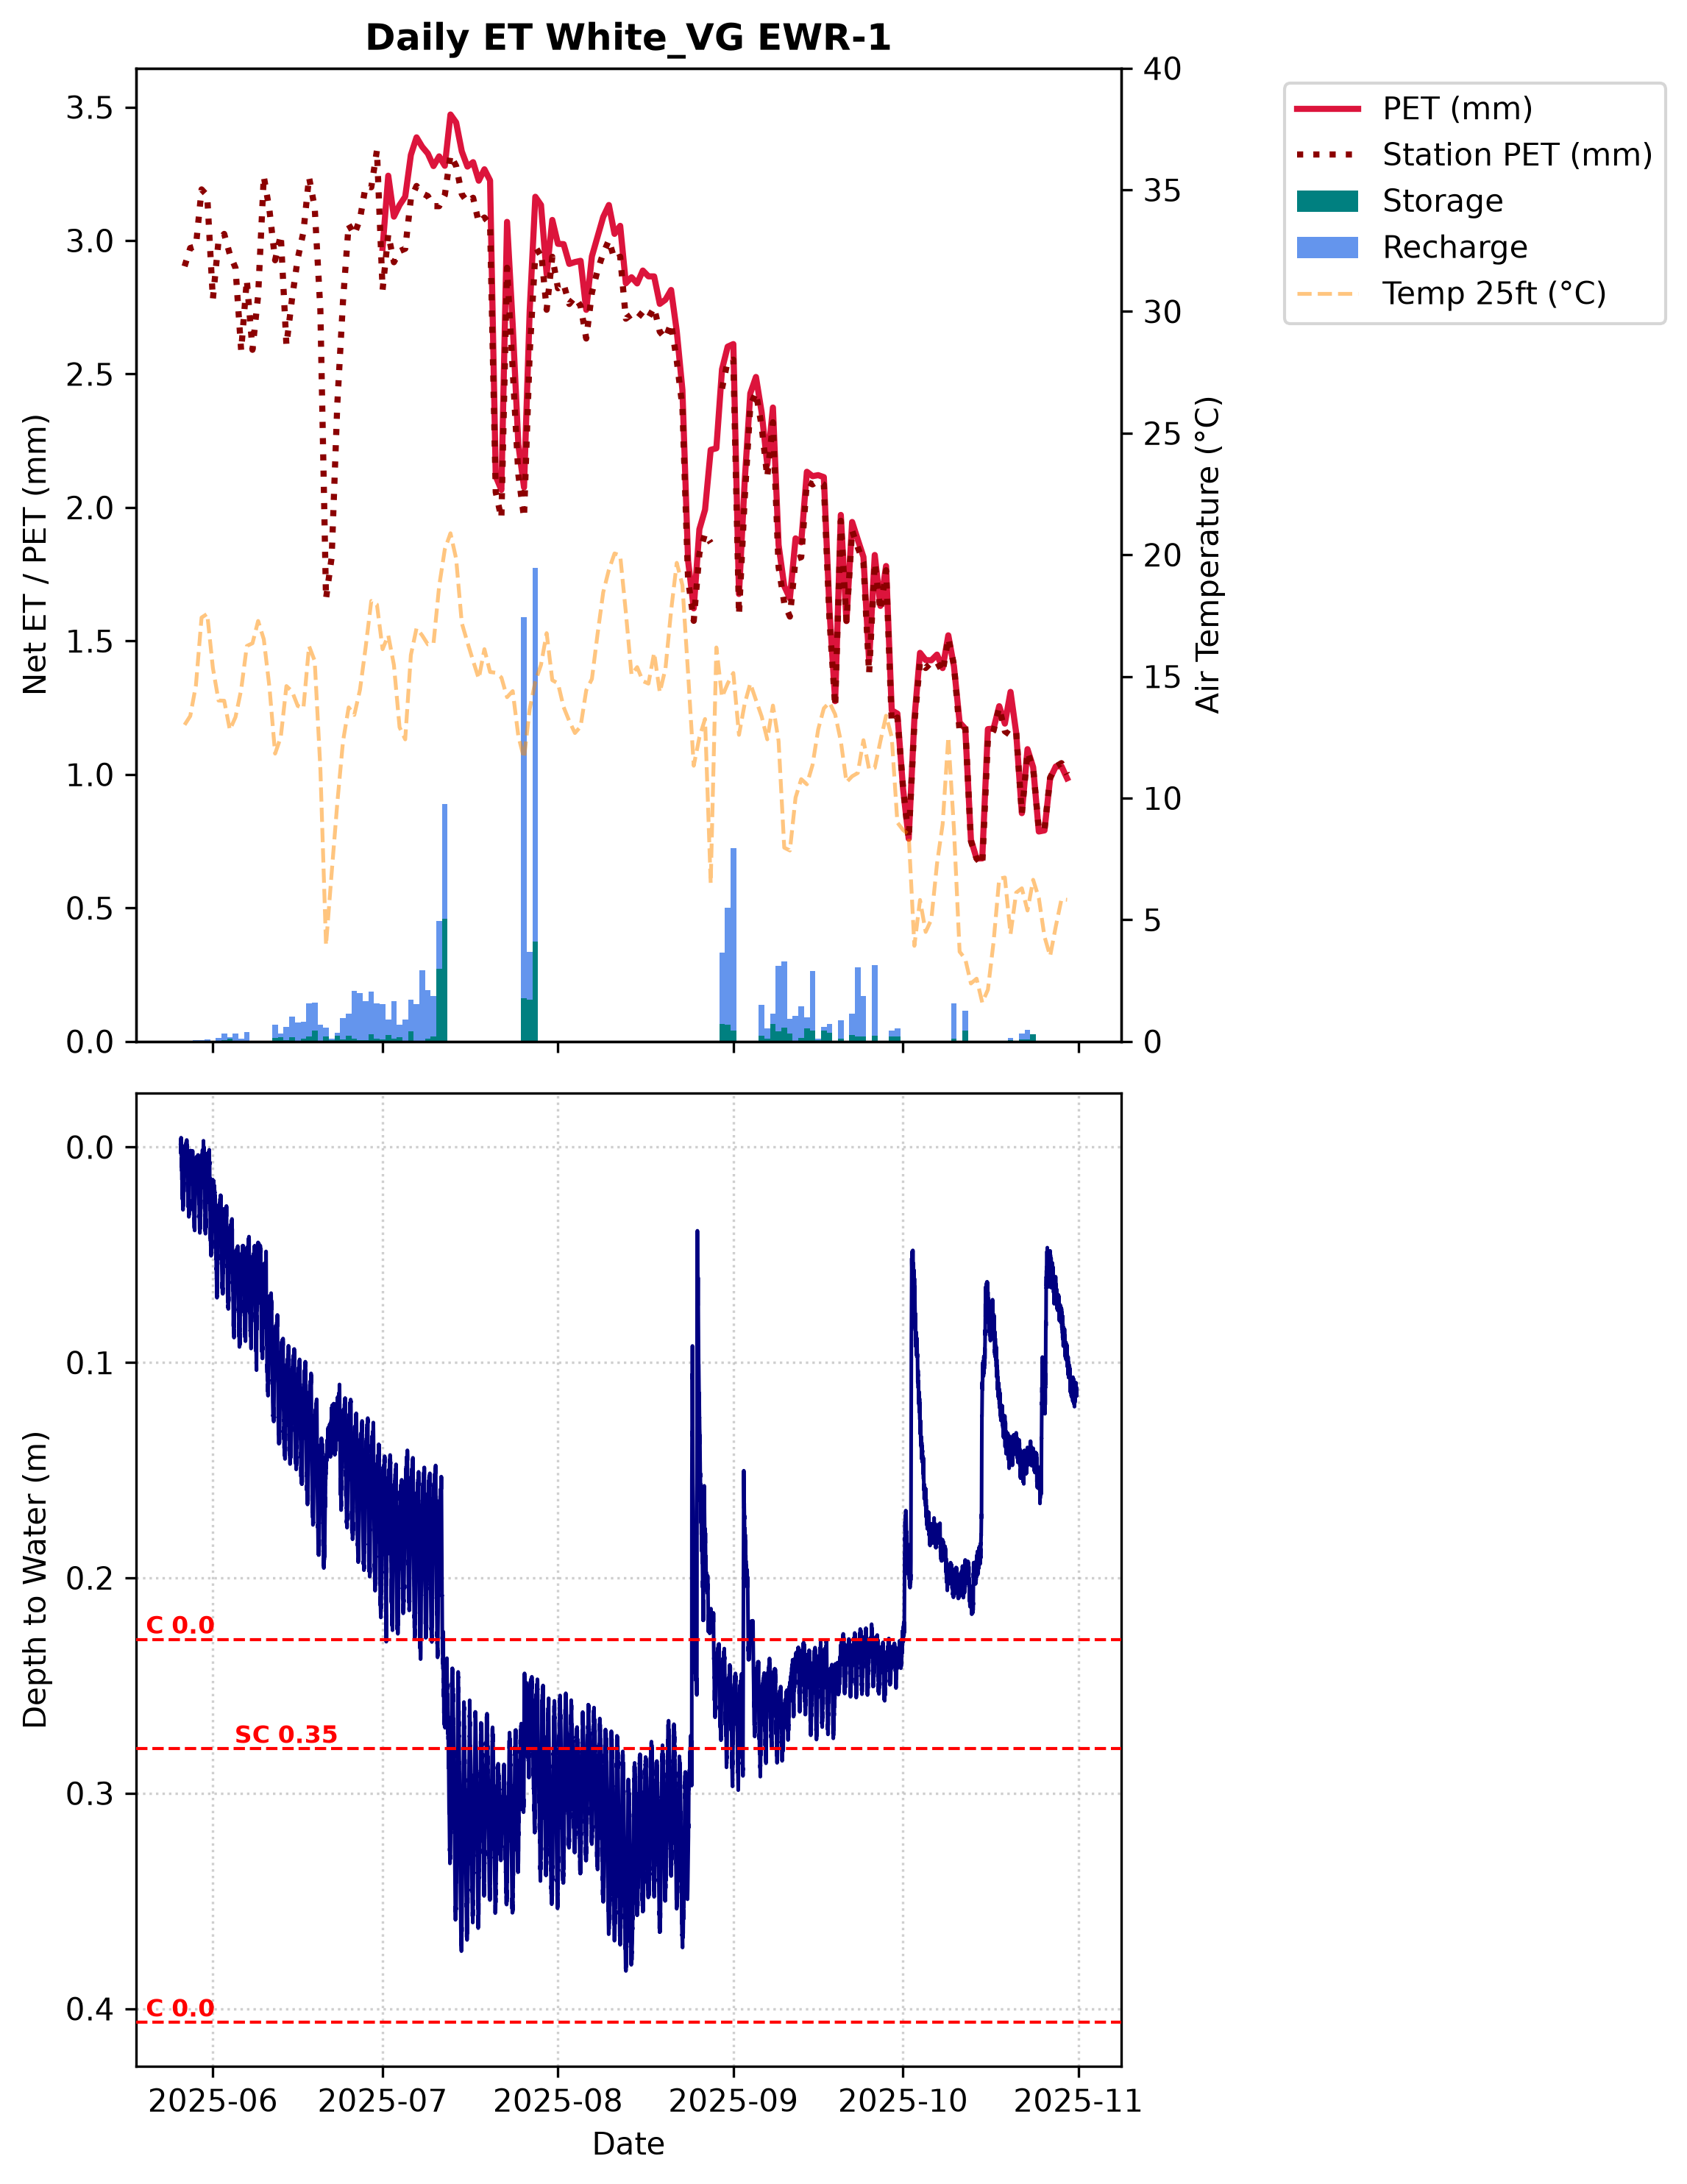 Daily ET White_VG EWR-1
Net ET / PET (mm)
3.5
3.0
2.5
2.0
1.5
1.0
0.5
0.0
Air Temperature (°C)
40
35
30
25
20
15
10
5
0
PET (mm)
Station PET (mm)
Storage
Recharge
Temp 25ft (°C)
Depth to Water (m)
0.0
0.1
0.2
0.3
0.4
C 0.0
SC 0.35
C 0.0
2025-06 2025-07 2025-08 2025-09 2025-10 2025-11
Date